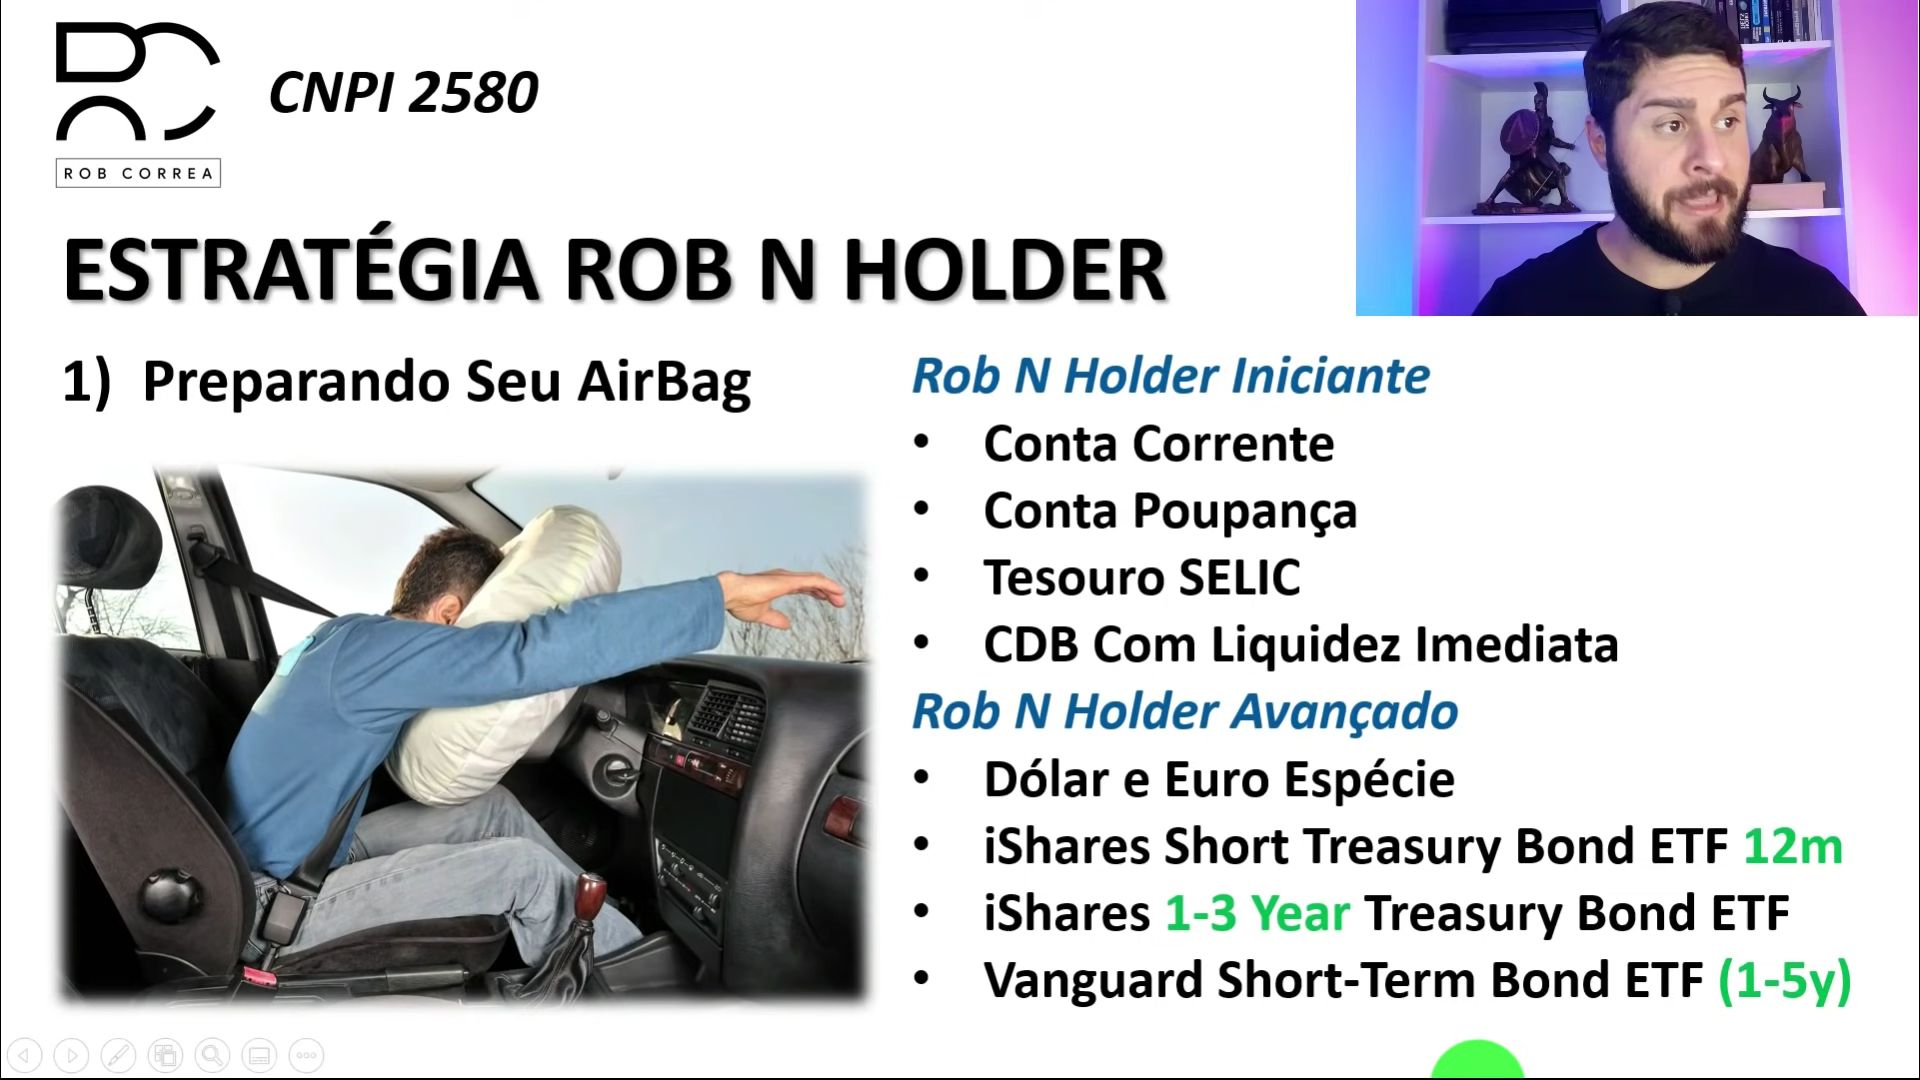 CNPI 2580
ROB CORREA
ESTRATÉGIA ROB N HOLDER
1) Preparando Seu AirBag
Rob N Holder Iniciante
• Conta Corrente
• Conta Poupança
• Tesouro SELIC
• CDB Com Liquidez Imediata
Rob N Holder Avançado
• Dólar e Euro Espécie
• iShares Short Treasury Bond ETF 12m
• iShares 1-3 Year Treasury Bond ETF
• Vanguard Short-Term Bond ETF (1-5y)